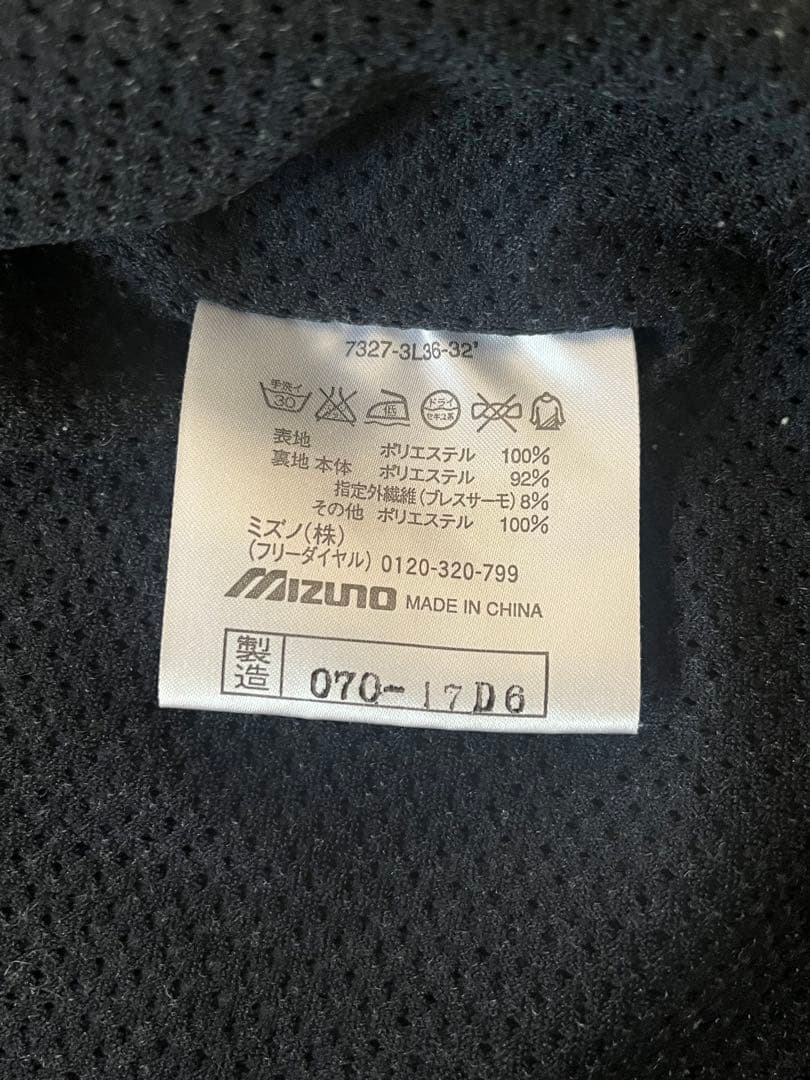 7327-3L36-32'
手洗イ 30 低 ドライ セキユ系
表地 ポリエステル 100%
裏地 本体 ポリエステル 92%
指定外繊維(ブレスサーモ) 8%
その他 ポリエステル 100%
ミズノ(株)
(フリーダイヤル) 0120-320-799
MIZUNO MADE IN CHINA
製造 070-17D6